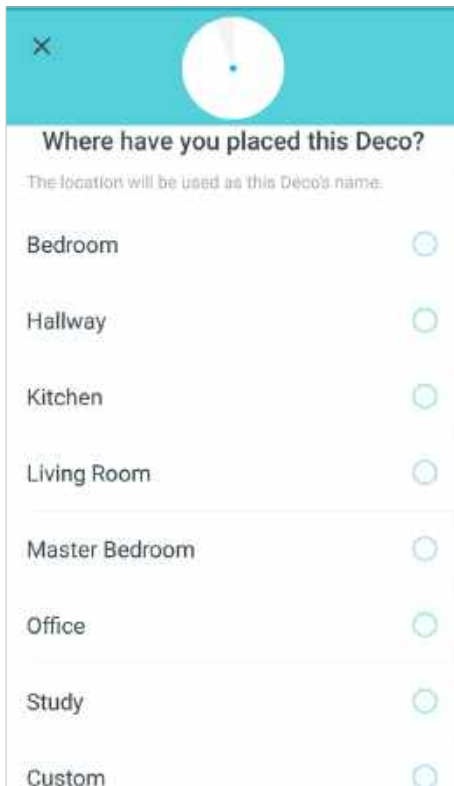 Where have you placed this Deco?
The location will be used as this Deco's name.
Bedroom
Hallway
Kitchen
Living Room
Master Bedroom
Office
Study
Custom